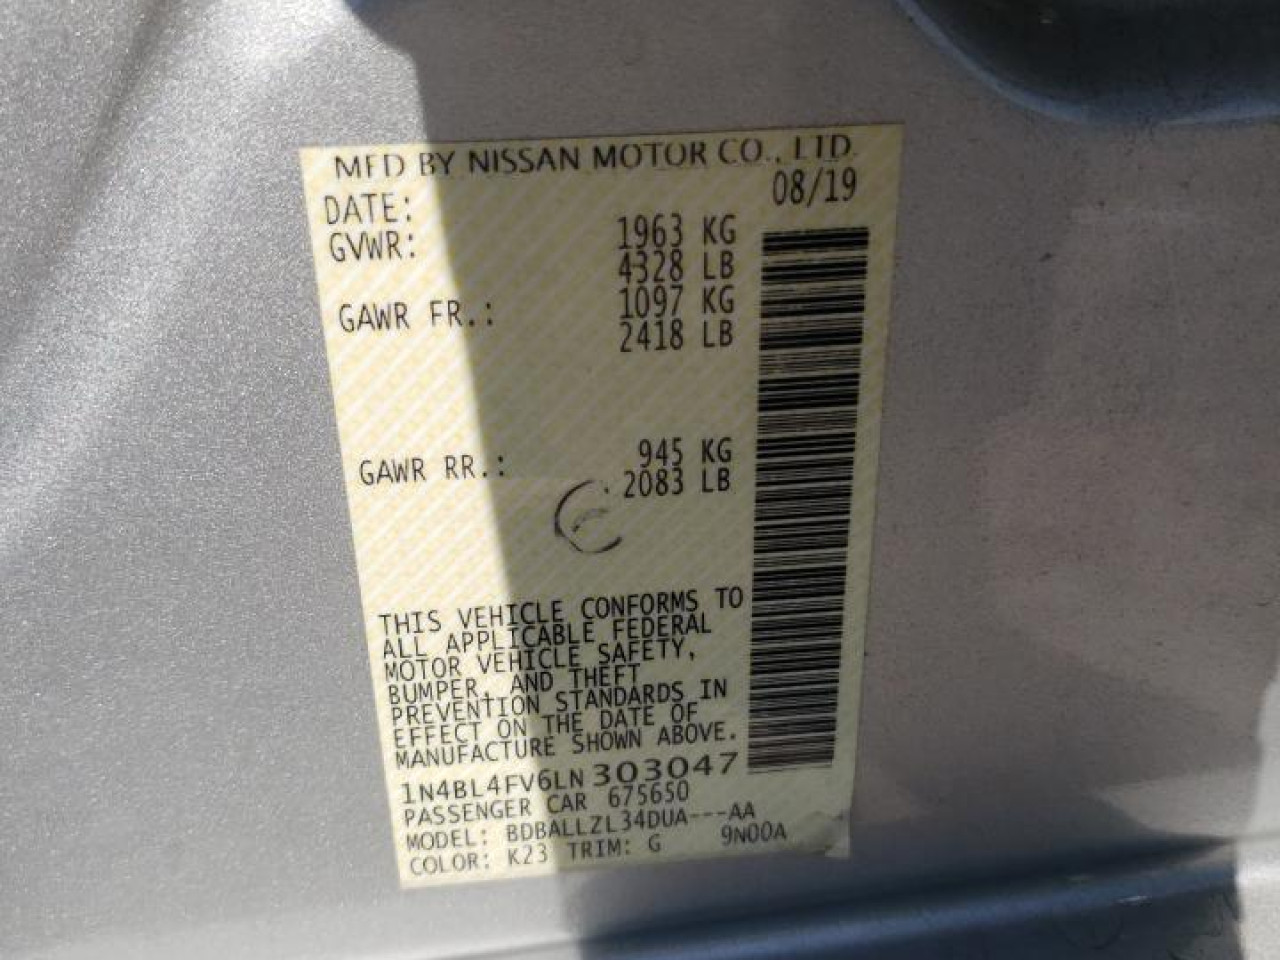 MFD BY NISSAN MOTOR CO., LTD.
DATE: 08/19
GVWR: 1963 KG
4328 LB
GAWR FR.: 1097 KG
2418 LB
GAWR RR.: 945 KG
2083 LB
THIS VEHICLE CONFORMS TO
ALL APPLICABLE FEDERAL
MOTOR VEHICLE SAFETY,
BUMPER, AND THEFT
PREVENTION STANDARDS IN
EFFECT ON THE DATE OF
MANUFACTURE SHOWN ABOVE.
1N4BL4FV6LN303047
PASSENGER CAR 675650
MODEL: BDBALLZL34DUA---AA
COLOR: K23 TRIM: G 9N00A